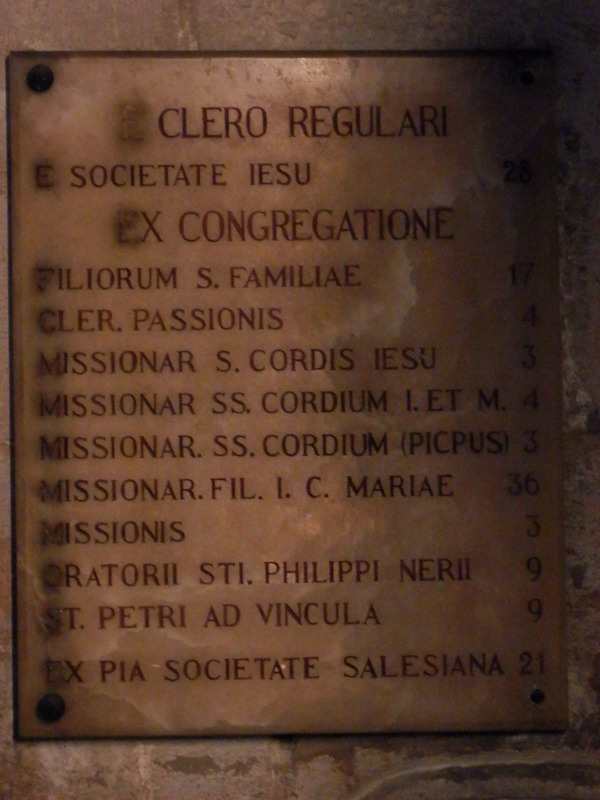 E CLERO REGULARI
E SOCIETATE IESU 28
EX CONGREGATIONE
FILIORUM S. FAMILIAE 17
CLER. PASSIONIS 4
MISSIONAR S. CORDIS IESU 3
MISSIONAR SS. CORDIUM I. ET M. 4
MISSIONAR. SS. CORDIUM (PICPUS) 3
MISSIONAR. FIL. I. C. MARIAE 36
MISSIONIS 3
ORATORII STI. PHILIPPI NERII 9
ST. PETRI AD VINCULA 9
EX PIA SOCIETATE SALESIANA 21